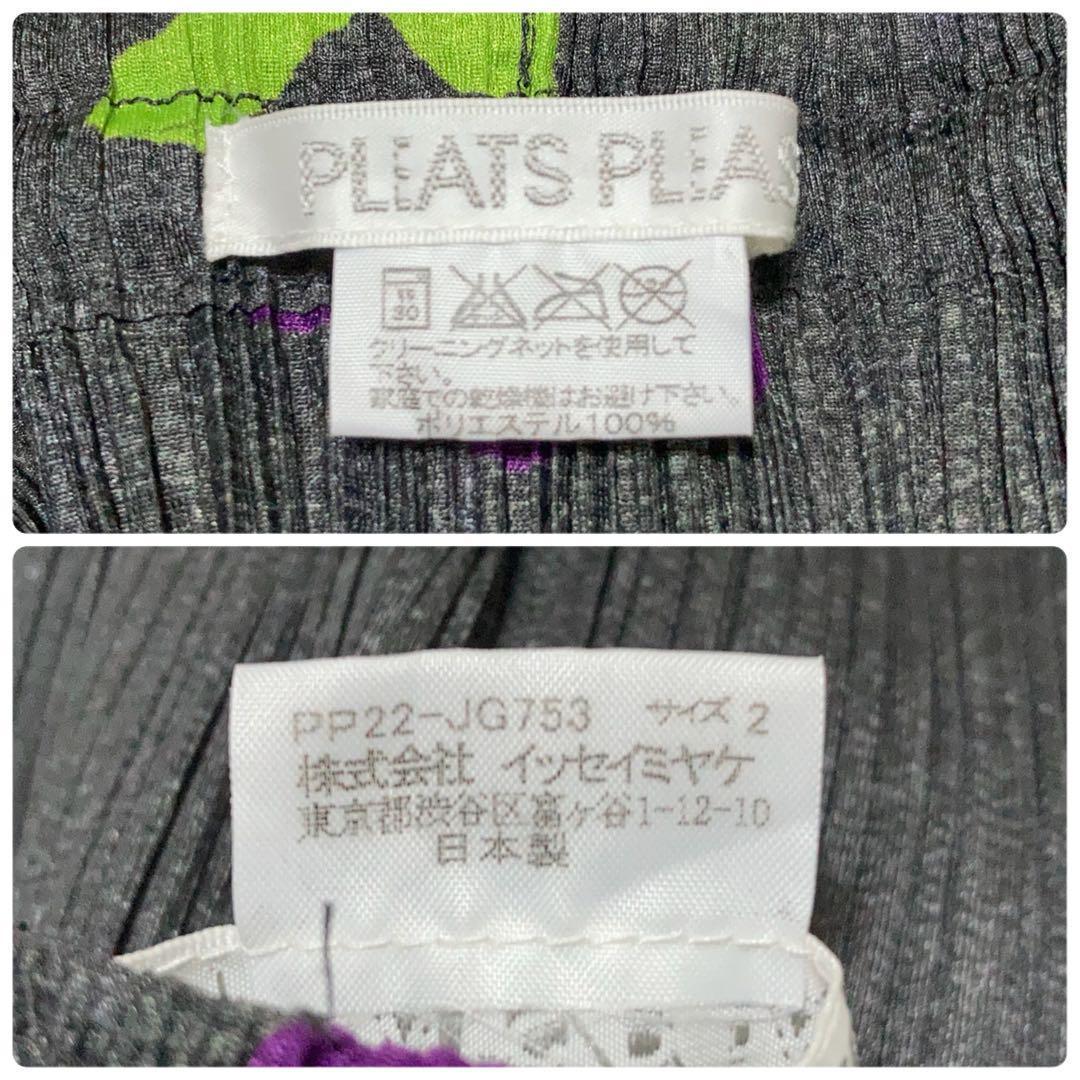 PLEATS PLEAS
15
30
クリーニングネットを使用して
下さい。
家庭での乾燥機はお避け下さい。
ポリエステル100%
PP22-JG753 サイズ 2
株式会社 イッセイミヤケ
東京都渋谷区富ヶ谷1-12-10
日本製